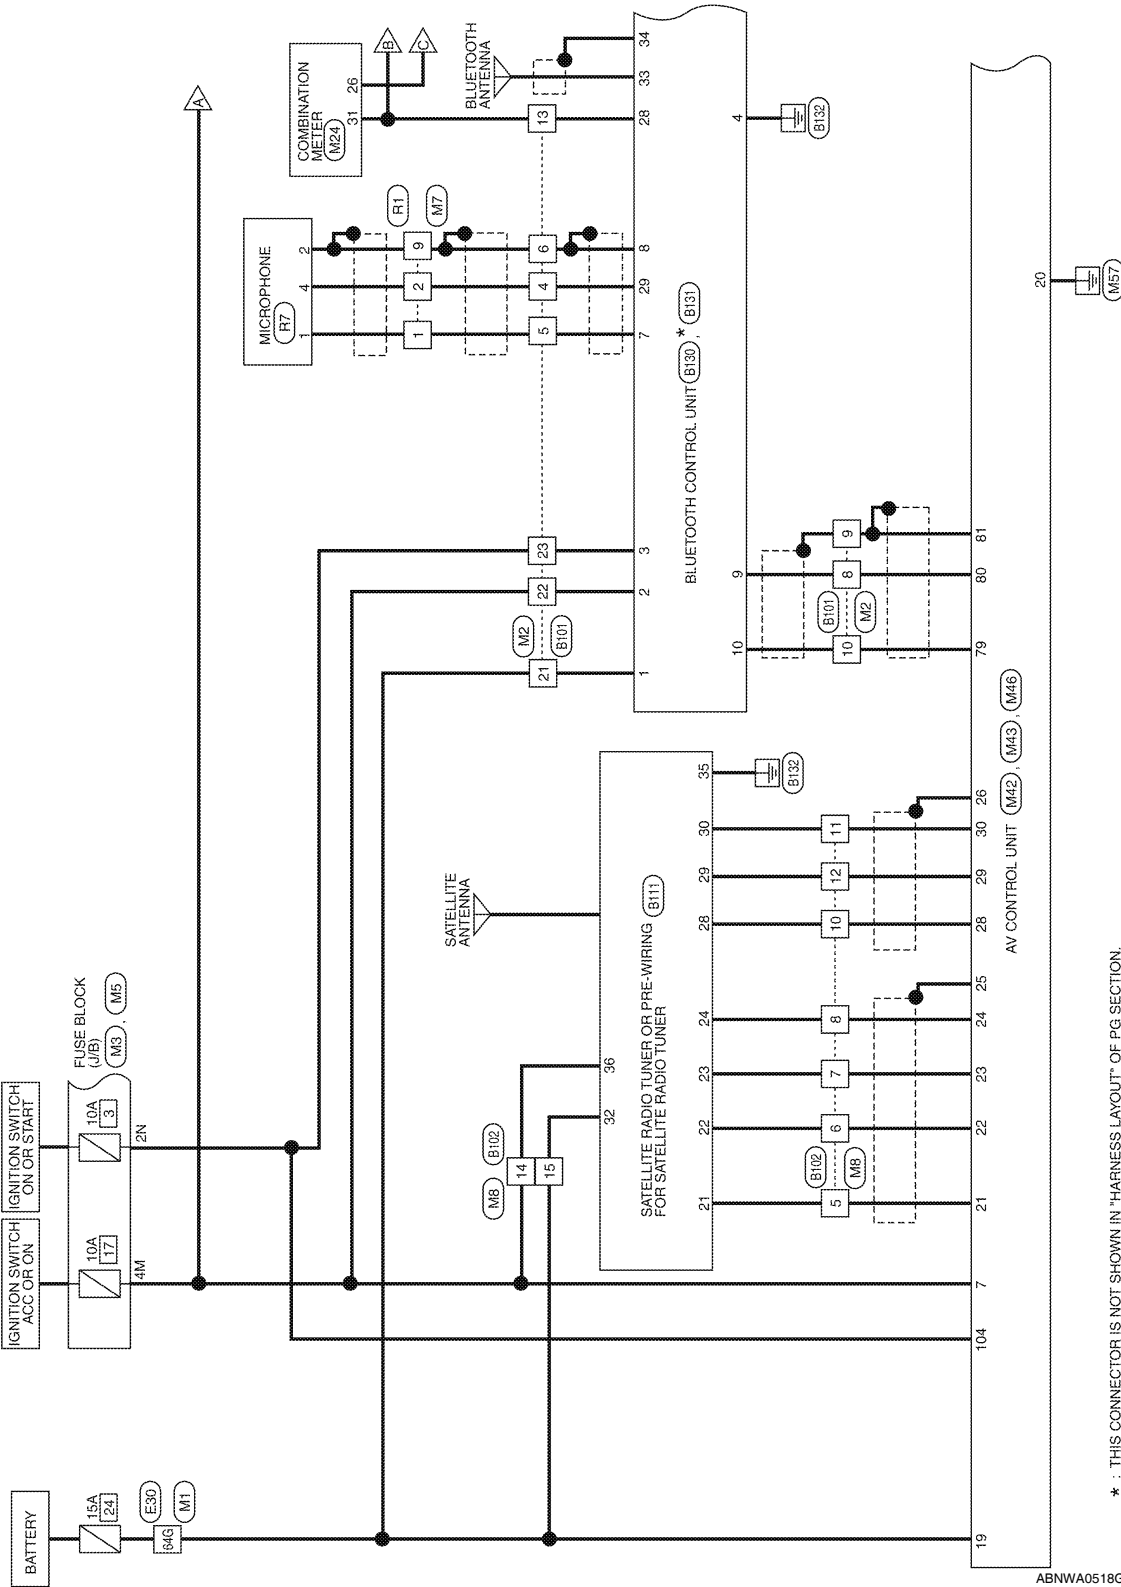 BATTERY
15A
24
E30
64G
M1
IGNITION SWITCH
ACC OR ON
IGNITION SWITCH
ON OR START
10A
17
10A
3
4M
2N
FUSE BLOCK
(J/B)
M3 , M5
A
COMBINATION
METER
M24
31
26
B
C
MICROPHONE
R7
1
4
2
1
2
9
R1
M7
BLUETOOTH
ANTENNA
21
M2
B101
22
23
5
4
6
13
1
2
3
7
29
8
28
33
34
BLUETOOTH CONTROL UNIT B130 , * B131
10
9
4
B132
SATELLITE
ANTENNA
M8
B102
14
15
32
36
SATELLITE RADIO TUNER OR PRE-WIRING
FOR SATELLITE RADIO TUNER
B111
21
22
23
24
28
29
30
35
B132
5
B102
M8
6
7
8
10
12
11
10
B101
M2
8
9
19
104
7
21
22
23
24
25
28
29
30
26
79
80
81
20
M57
AV CONTROL UNIT M42 , M43 , M46
* : THIS CONNECTOR IS NOT SHOWN IN "HARNESS LAYOUT" OF PG SECTION.
ABNWA0518G